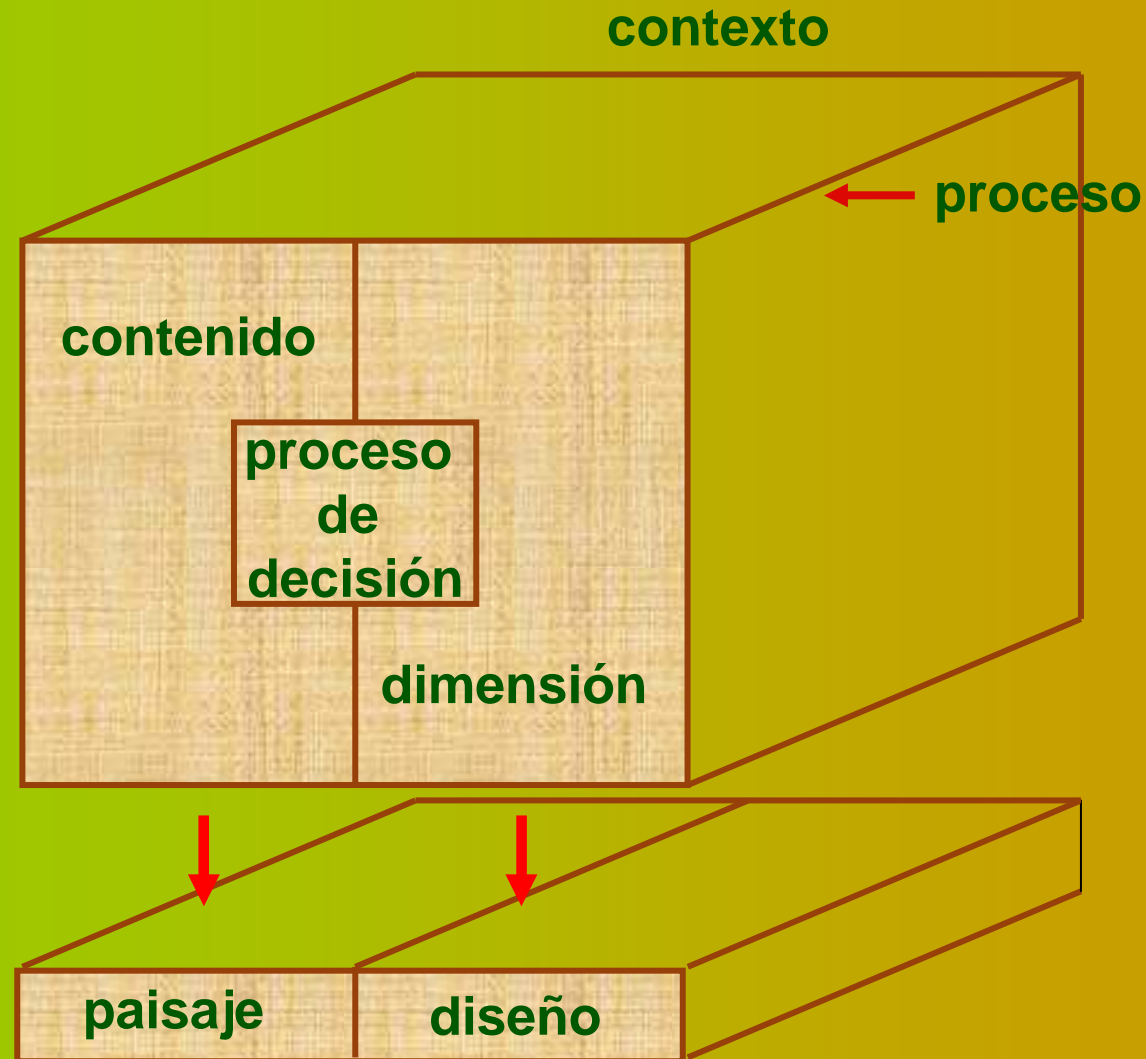 contexto
proceso
contenido
proceso
de
decisión
dimensión
paisaje
diseño